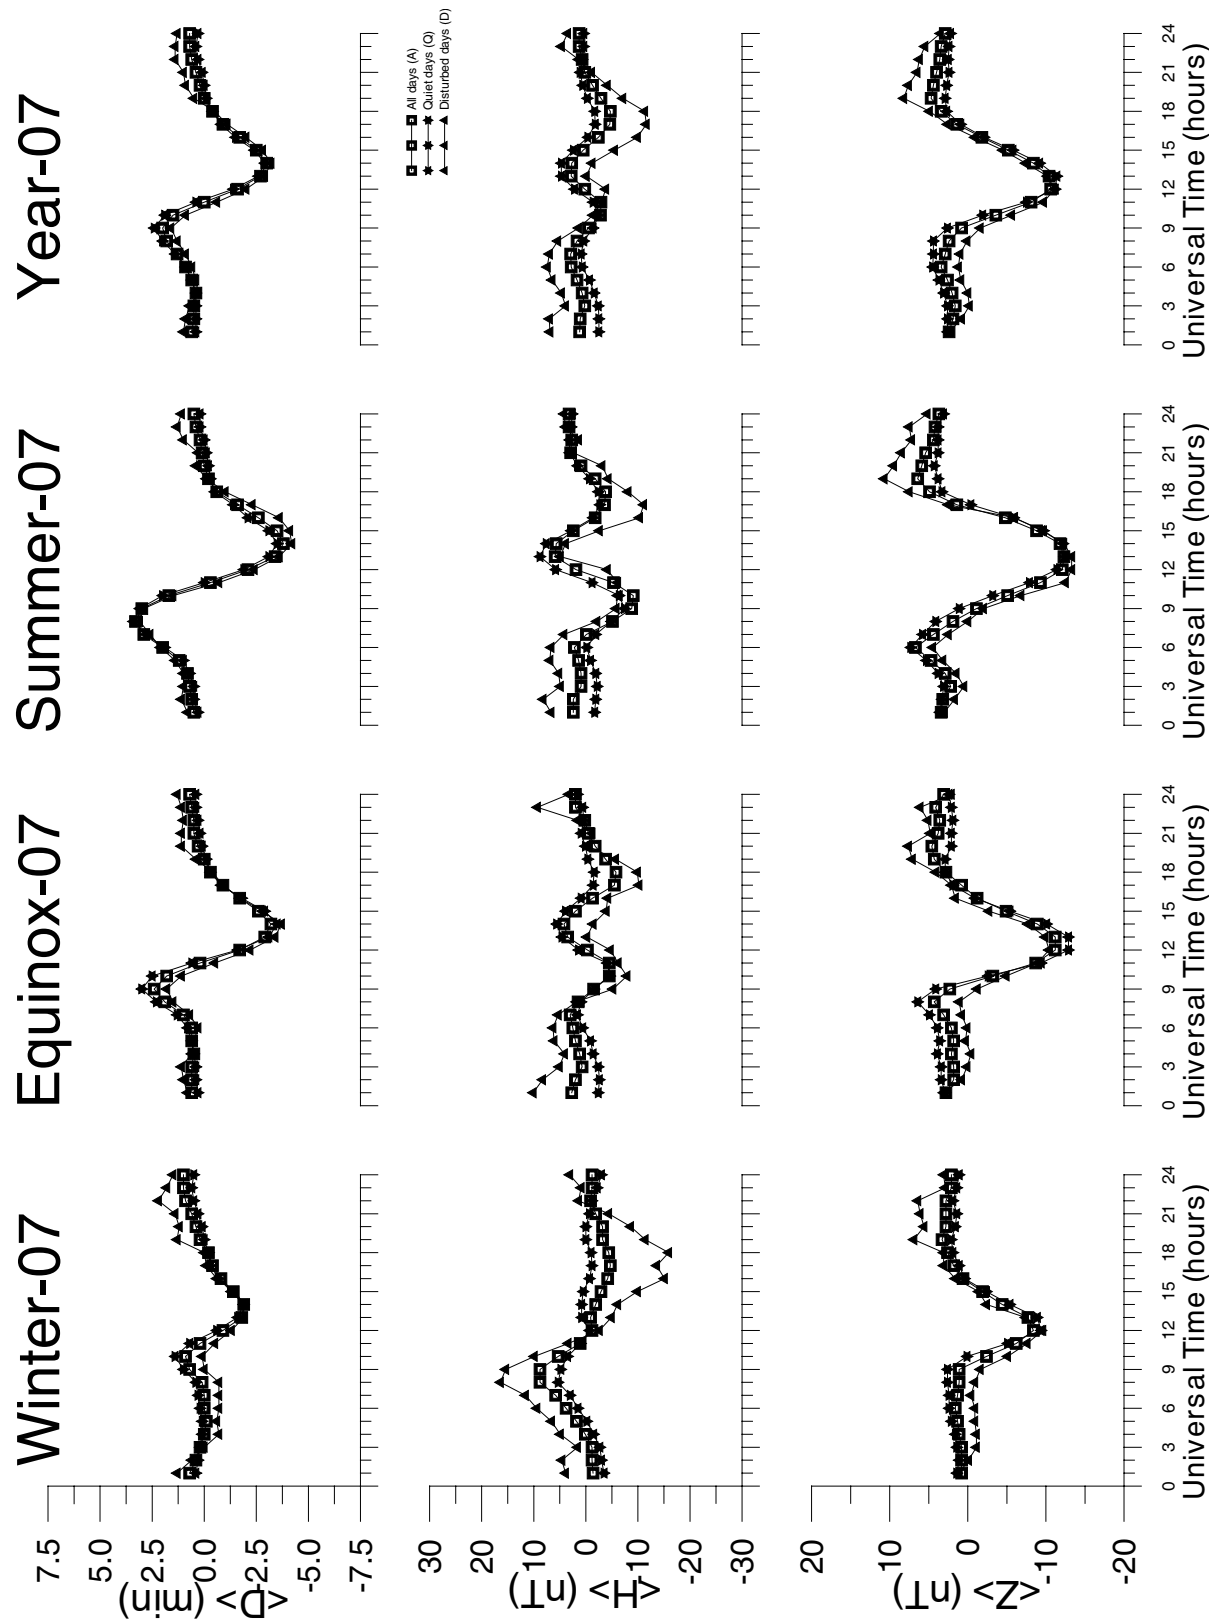 Winter-07
Equinox-07
Summer-07
Year-07
7.5
5.0
2.5
0.0
-2.5
-5.0
-7.5
<D> (min)
All days (A)
Quiet days (Q)
Disturbed days (D)
30
20
10
0
-10
-20
-30
<H> (nT)
20
10
0
-10
-20
<Z> (nT)
0 3 6 9 12 15 18 21 24
Universal Time (hours)
0 3 6 9 12 15 18 21 24
Universal Time (hours)
0 3 6 9 12 15 18 21 24
Universal Time (hours)
0 3 6 9 12 15 18 21 24
Universal Time (hours)